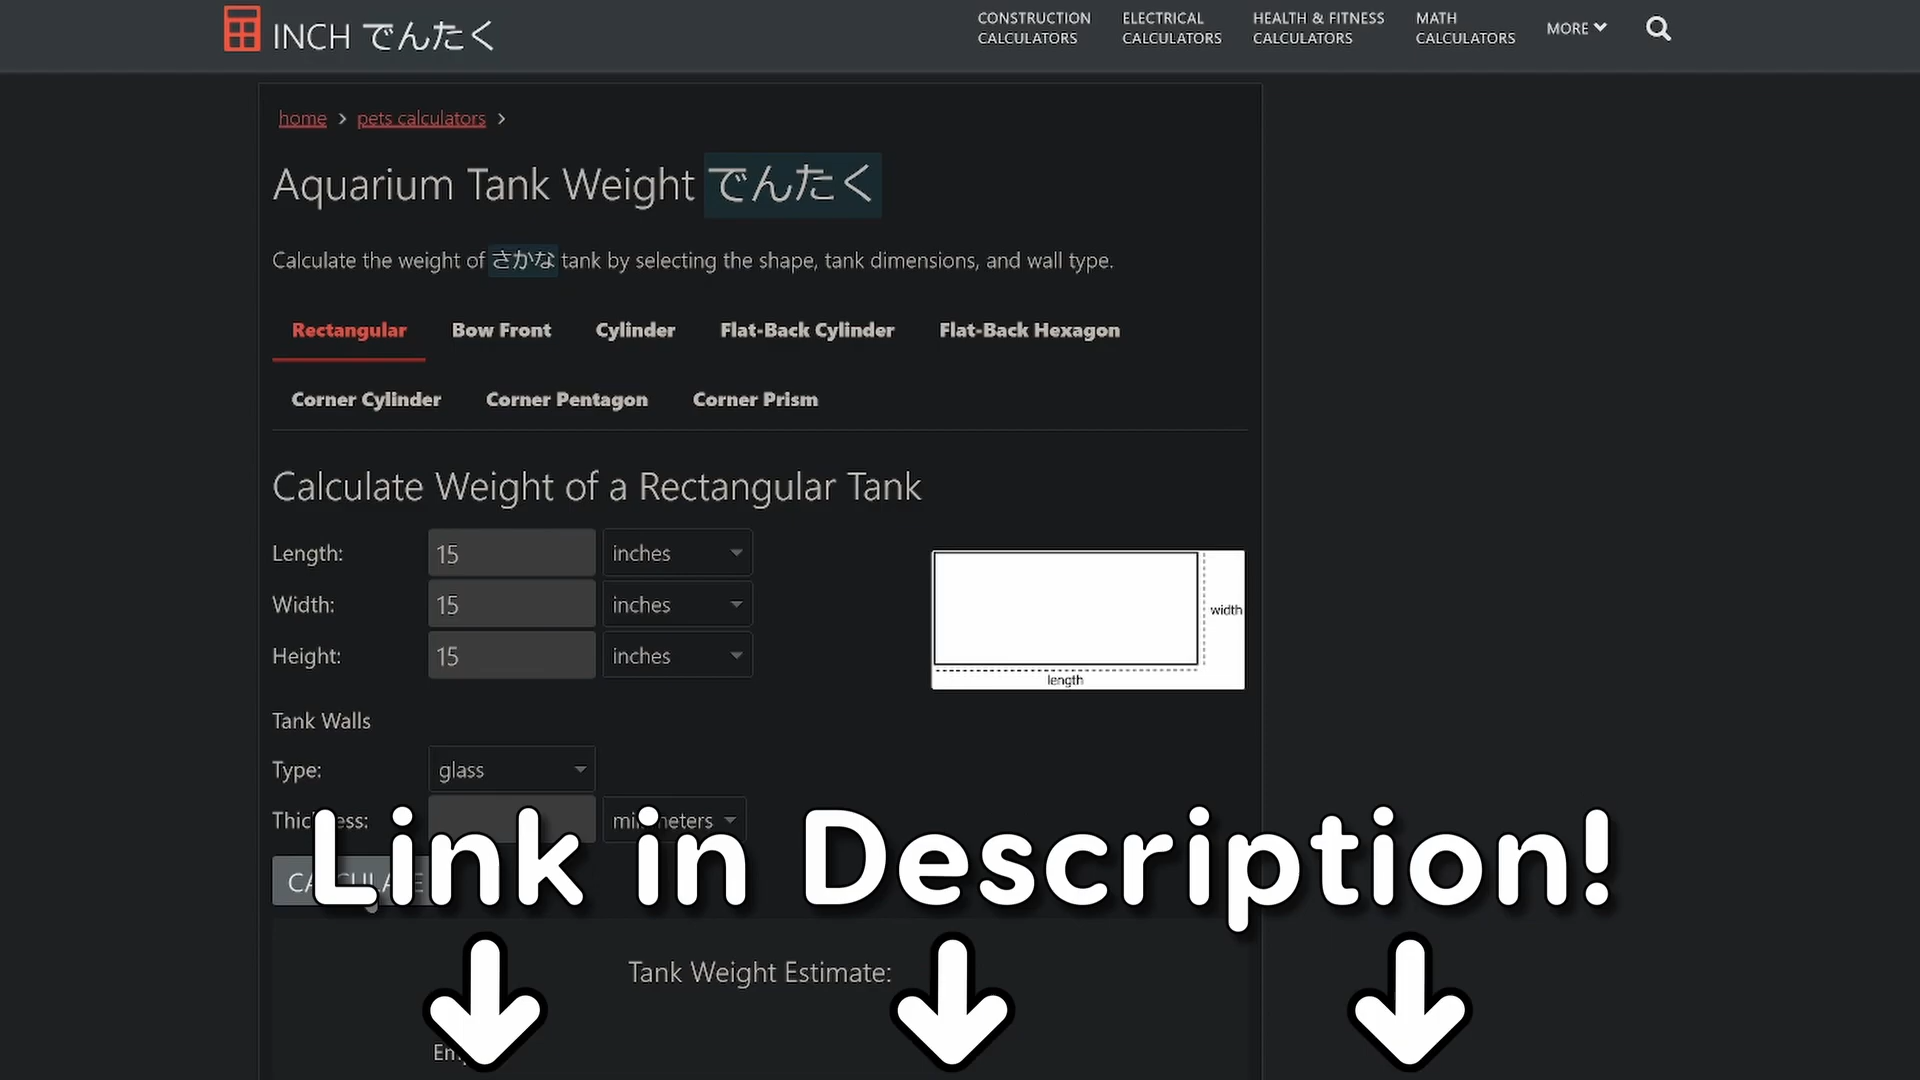 INCH でんたく
CONSTRUCTION CALCULATORS
ELECTRICAL CALCULATORS
HEALTH & FITNESS CALCULATORS
MATH CALCULATORS
MORE
home > pets calculators >
Aquarium Tank Weight でんたく
Calculate the weight of さかな tank by selecting the shape, tank dimensions, and wall type.
Rectangular Bow Front Cylinder Flat-Back Cylinder Flat-Back Hexagon
Corner Cylinder Corner Pentagon Corner Prism
Calculate Weight of a Rectangular Tank
Length: 15 inches
Width: 15 inches
Height: 15 inches
width
length
Tank Walls
Type: glass
Link in Description!
Tank Weight Estimate: